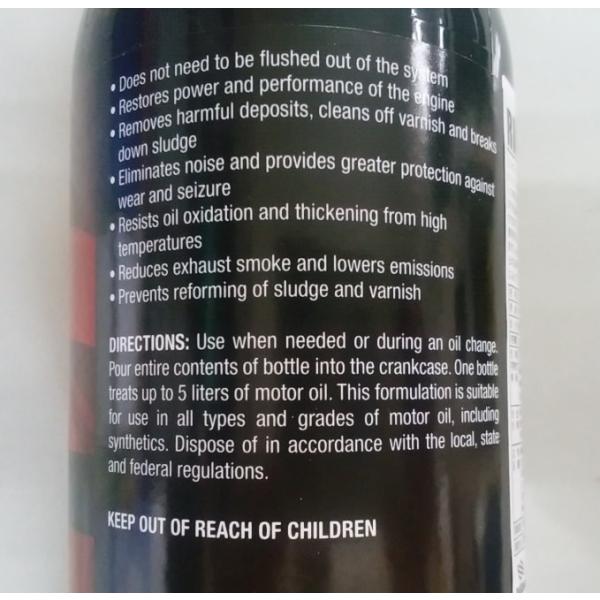 • Does not need to be flushed out of the system
• Restores power and performance of the engine
• Removes harmful deposits, cleans off varnish and breaks
down sludge
• Eliminates noise and provides greater protection against
wear and seizure
• Resists oil oxidation and thickening from high
temperatures
• Reduces exhaust smoke and lowers emissions
• Prevents reforming of sludge and varnish
DIRECTIONS: Use when needed or during an oil change.
Pour entire contents of bottle into the crankcase. One bottle
treats up to 5 liters of motor oil. This formulation is suitable
for use in all types and grades of motor oil, including
synthetics. Dispose of in accordance with the local, state
and federal regulations.
KEEP OUT OF REACH OF CHILDREN